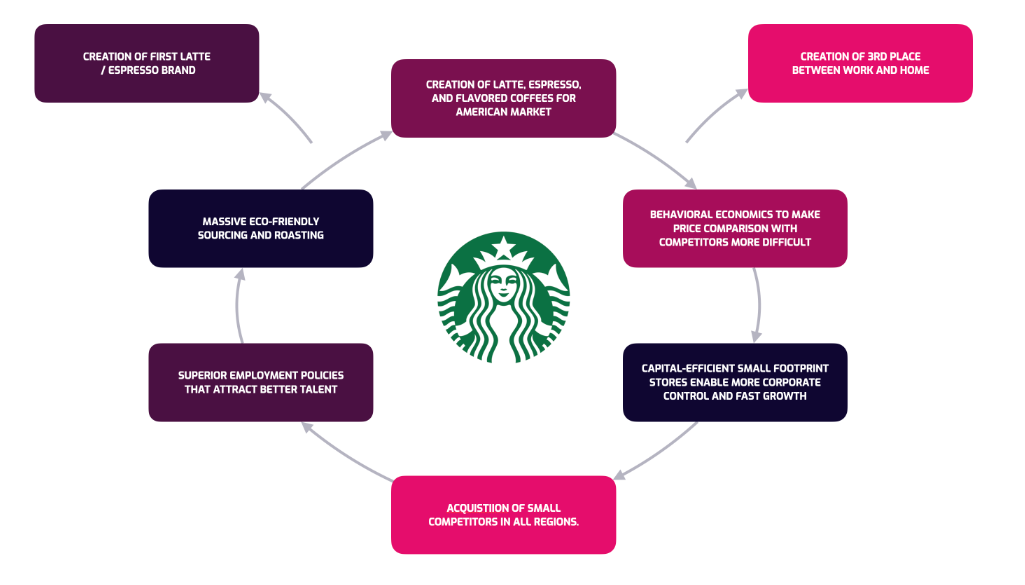 CREATION OF FIRST LATTE
/ ESPRESSO BRAND
CREATION OF LATTE, ESPRESSO,
AND FLAVORED COFFEES FOR
AMERICAN MARKET
CREATION OF 3RD PLACE
BETWEEN WORK AND HOME
MASSIVE ECO-FRIENDLY
SOURCING AND ROASTING
BEHAVIORAL ECONOMICS TO MAKE
PRICE COMPARISON WITH
COMPETITORS MORE DIFFICULT
SUPERIOR EMPLOYMENT POLICIES
THAT ATTRACT BETTER TALENT
CAPITAL-EFFICIENT SMALL FOOTPRINT
STORES ENABLE MORE CORPORATE
CONTROL AND FAST GROWTH
ACQUISTIION OF SMALL
COMPETITORS IN ALL REGIONS.